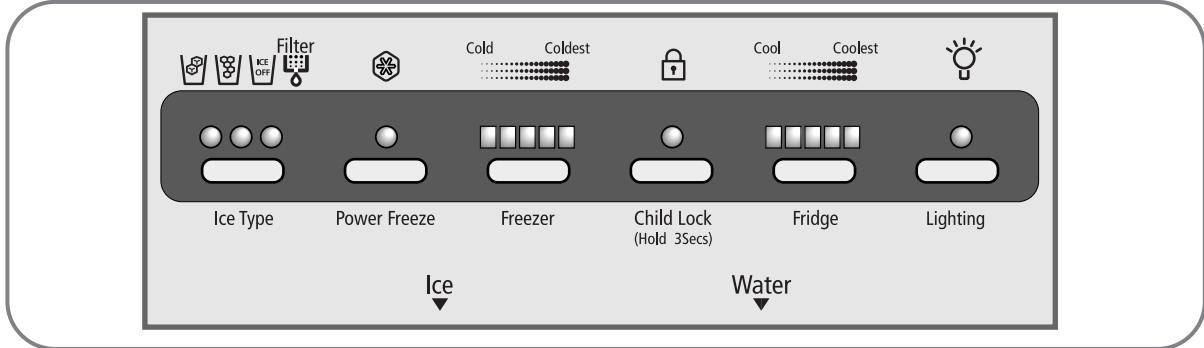 Filter
ICE
OFF
Cold Coldest
Cool Coolest
Ice Type
Power Freeze
Freezer
Child Lock
(Hold 3Secs)
Fridge
Lighting
Ice
Water